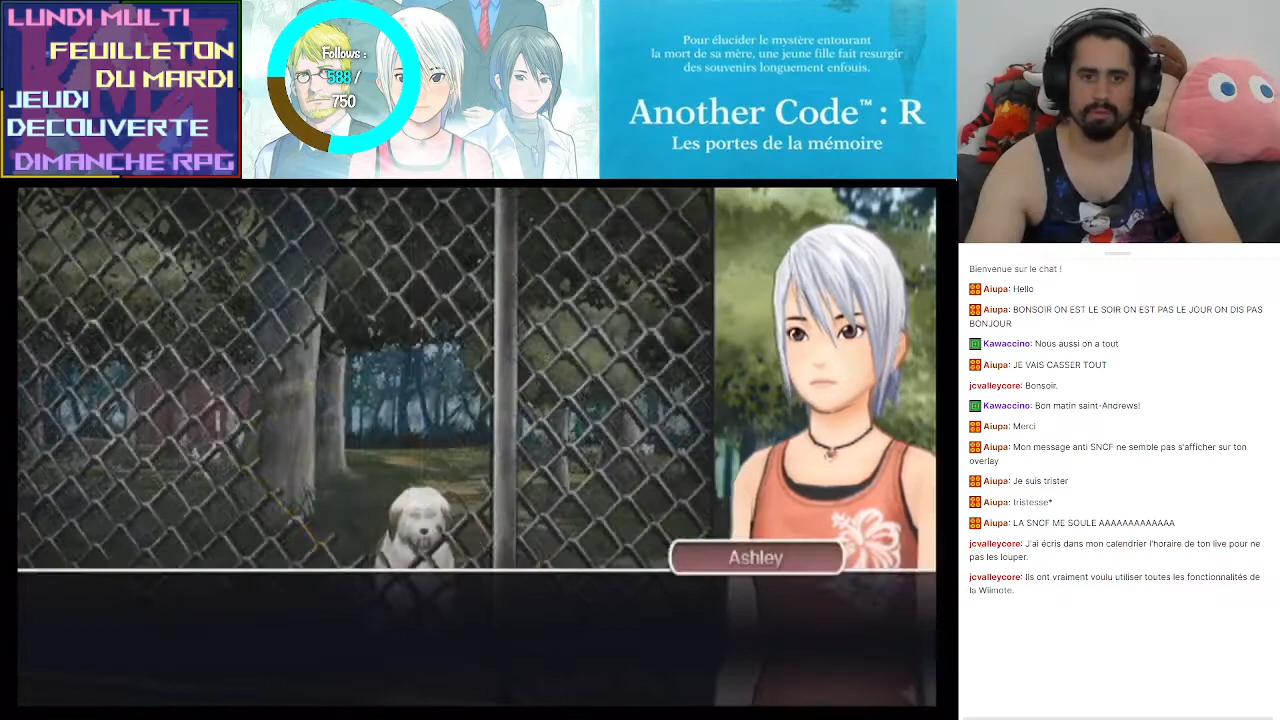 LUNDI MULTI
FEUILLETON
DU MARDI
JEUDI
DECOUVERTE
DIMANCHE RPG
Follows :
588 /
750
Pour élucider le mystère entourant
la mort de sa mère, une jeune fille fait resurgir
des souvenirs longuement enfouis.
Another Code™ : R
Les portes de la mémoire
Ashley
Bienvenue sur le chat !
Aiupa: Hello
Aiupa: BONSOIR ON EST LE SOIR ON EST PAS LE JOUR ON DIS PAS
BONJOUR
Kawaccino: Nous aussi on a tout
Aiupa: JE VAIS CASSER TOUT
jcvalleycore: Bonsoir.
Kawaccino: Bon matin saint-Andrews!
Aiupa: Merci
Aiupa: Mon message anti SNCF ne semble pas s'afficher sur ton
overlay
Aiupa: Je suis trister
Aiupa: tristesse*
Aiupa: LA SNCF ME SOULE AAAAAAAAAAAAA
jcvalleycore: J'ai écris dans mon calendrier l'horaire de ton live pour ne
pas les louper.
jcvalleycore: Ils ont vraiment voulu utiliser toutes les fonctionnalités de
la Wiimote.